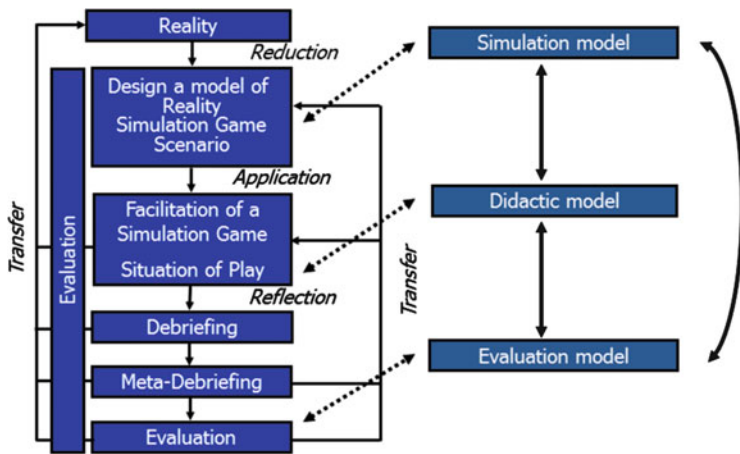 Reality
Reduction
Design a model of
Reality
Simulation Game
Scenario
Application
Facilitation of a
Simulation Game
Situation of Play
Reflection
Debriefing
Meta-Debriefing
Evaluation
Transfer
Evaluation
Transfer
Simulation model
Didactic model
Evaluation model